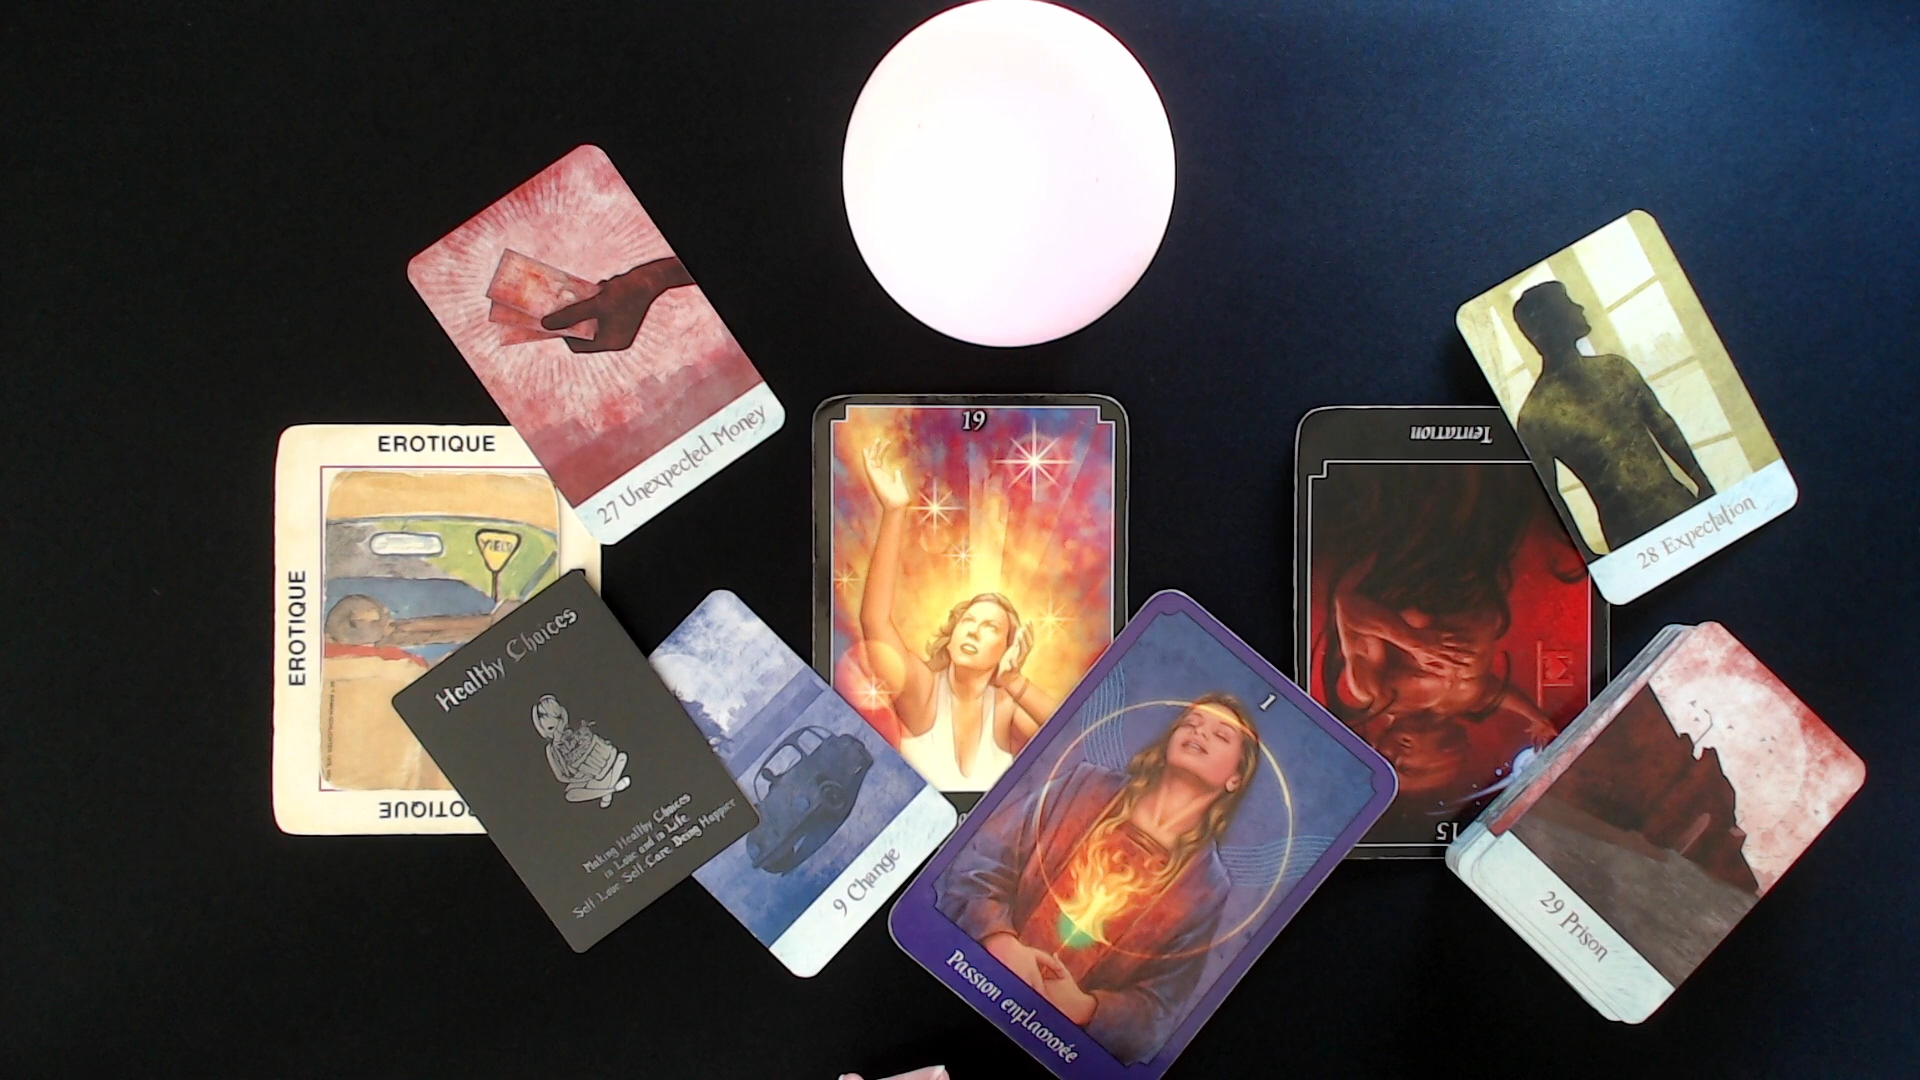 27 Unexpected Money
EROTIQUE
EROTIQUE
EROTIQUE
YIELD
Healthy Choices
Making Healthy Choices
in Love and in Life
Self Love Self Care Being Happier
9 Change
19
1
Passion enflammée
Tentation
15
28 Expectation
29 Prison